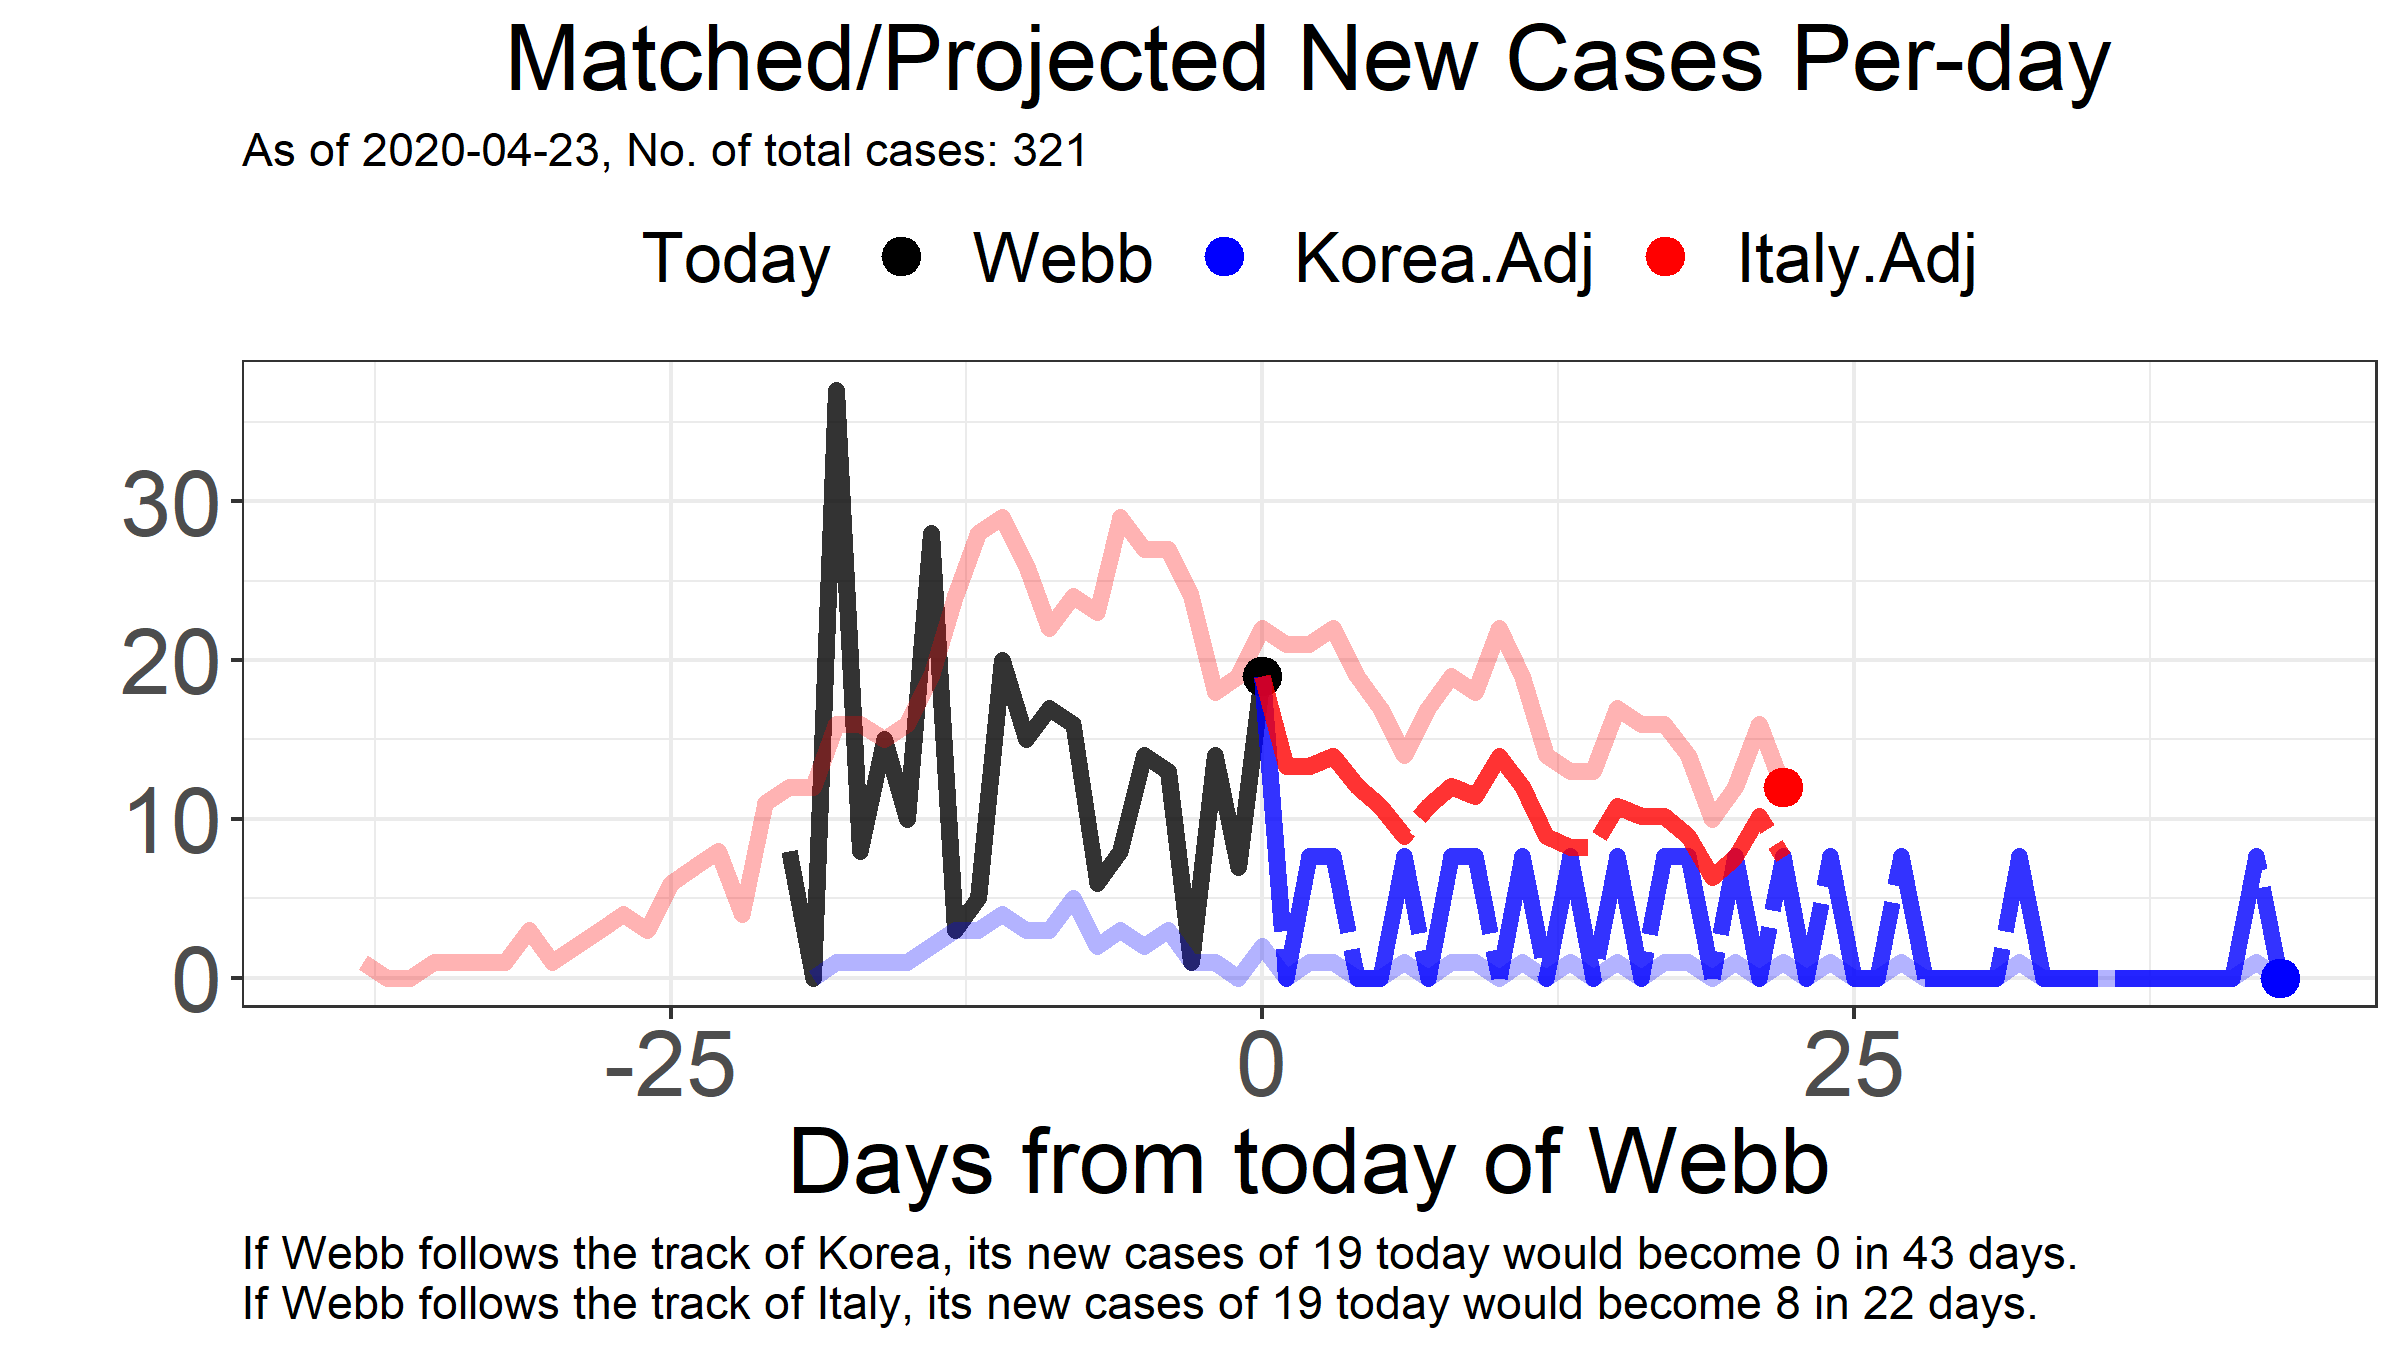 Matched/Projected New Cases Per-day
As of 2020-04-23, No. of total cases: 321
Today Webb Korea.Adj Italy.Adj
30
20
10
0
-25 0 25
Days from today of Webb
If Webb follows the track of Korea, its new cases of 19 today would become 0 in 43 days.
If Webb follows the track of Italy, its new cases of 19 today would become 8 in 22 days.